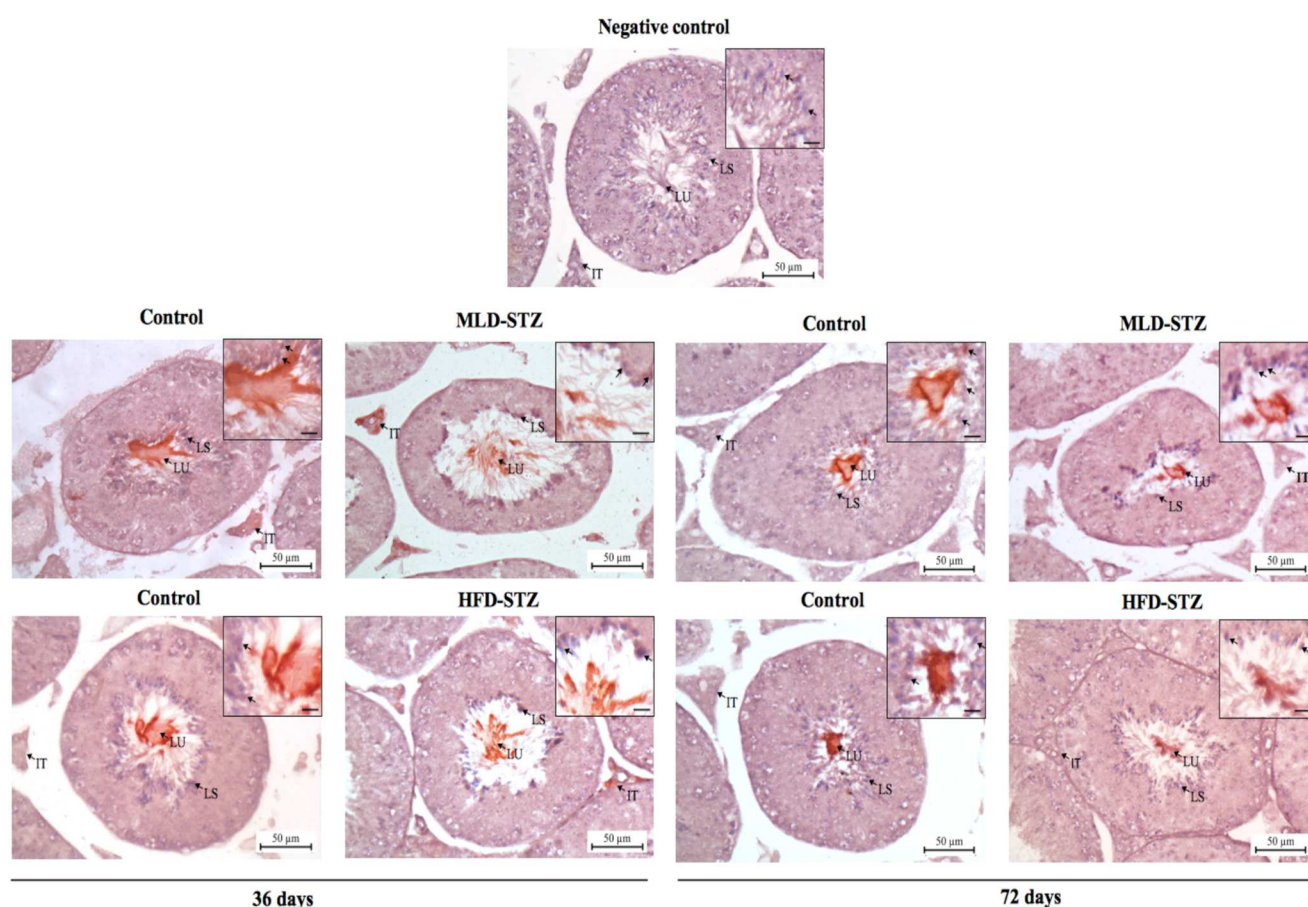 Negative control
LS
LU
IT
50 µm
Control
MLD-STZ
Control
MLD-STZ
LS
LU
IT
50 µm
LS
LU
IT
50 µm
IT
LU
LS
50 µm
LU
IT
LS
50 µm
Control
HFD-STZ
Control
HFD-STZ
LU
IT
LS
50 µm
LS
LU
IT
50 µm
IT
LU
LS
50 µm
IT
LU
LS
50 µm
36 days
72 days